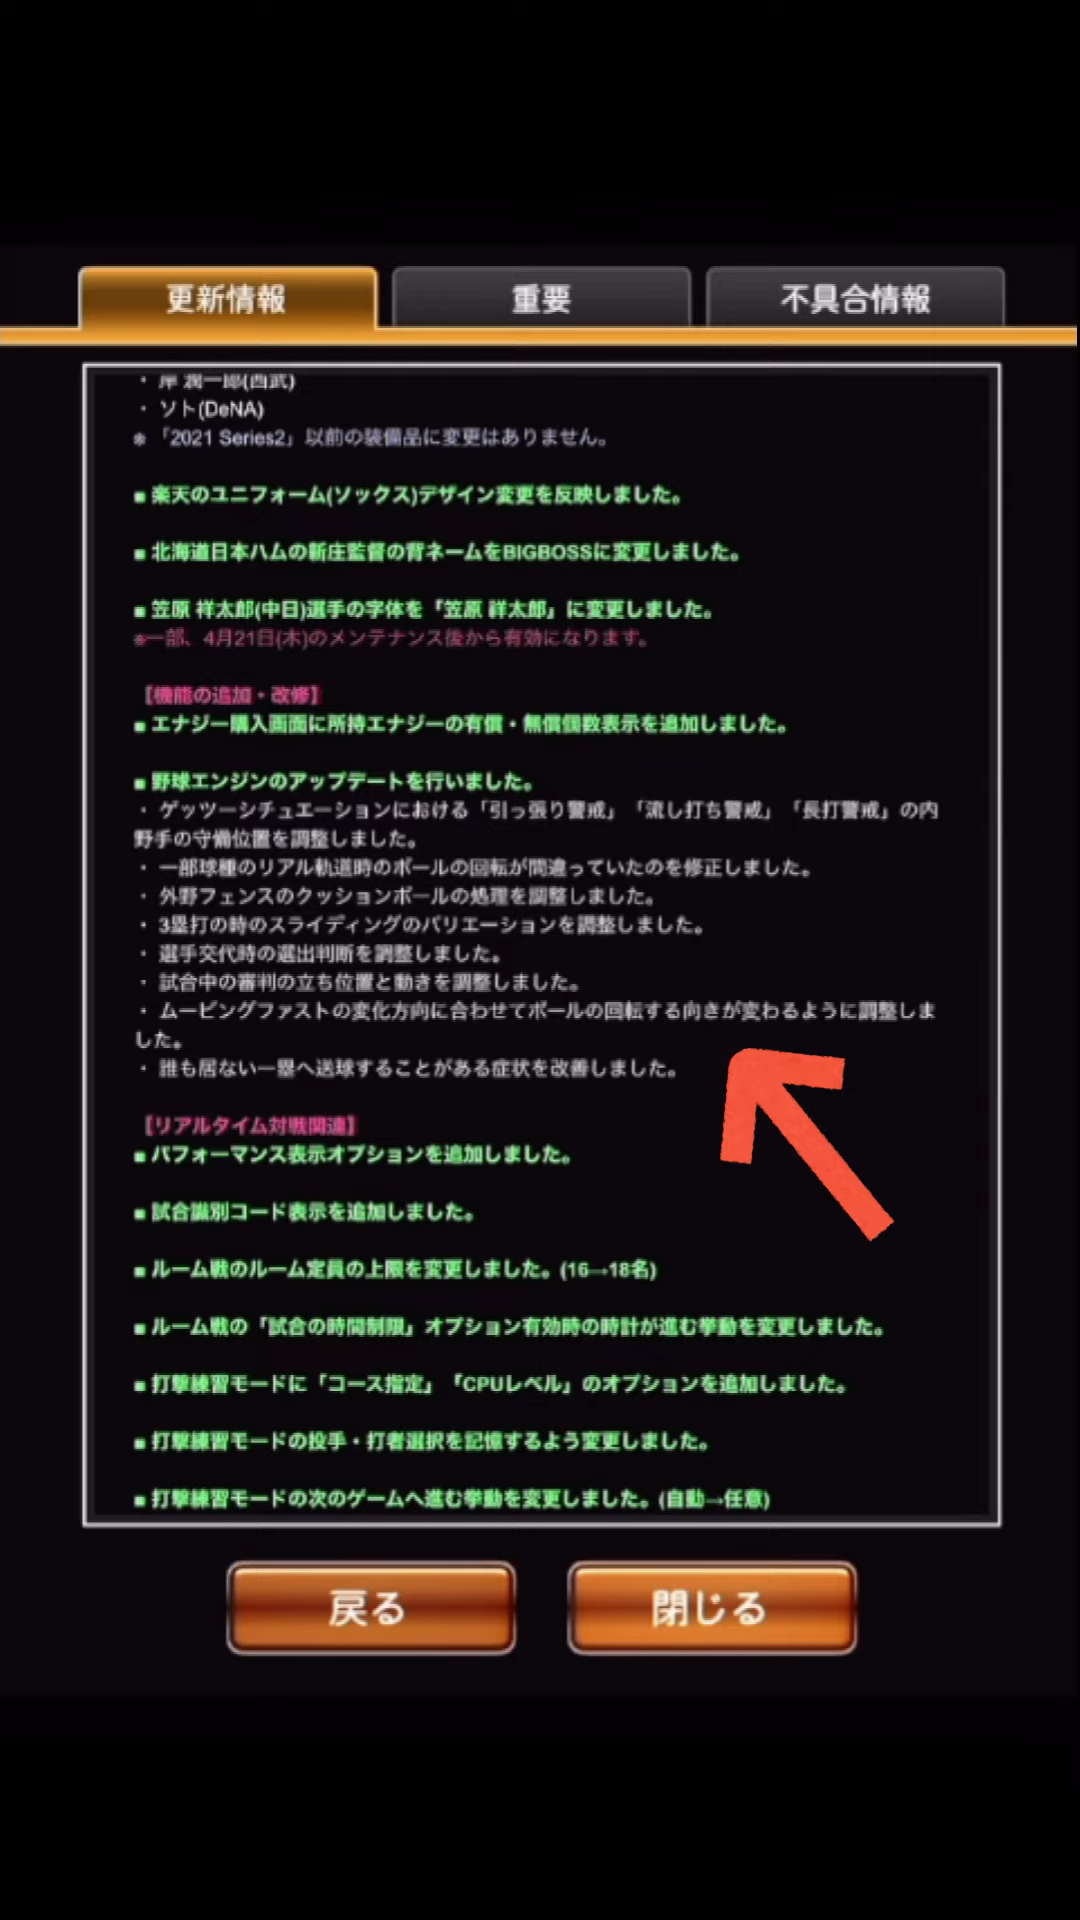 更新情報
重要
不具合情報
・ 岸 潤一郎(西武)
・ ソト(DeNA)
※ 「2021 Series2」以前の装備品に変更はありません。
■ 楽天のユニフォーム(ソックス)デザイン変更を反映しました。
■ 北海道日本ハムの新庄監督の背ネームをBIGBOSSに変更しました。
■ 笠原 祥太郎(中日)選手の字体を「笠原 祥太郎」に変更しました。
※一部、4月21日(木)のメンテナンス後から有効になります。
【機能の追加・改修】
■ エナジー購入画面に所持エナジーの有償・無償個数表示を追加しました。
■ 野球エンジンのアップデートを行いました。
・ ゲッツーシチュエーションにおける「引っ張り警戒」「流し打ち警戒」「長打警戒」の内
野手の守備位置を調整しました。
・ 一部球種のリアル軌道時のボールの回転が間違っていたのを修正しました。
・ 外野フェンスのクッションボールの処理を調整しました。
・ 3塁打の時のスライディングのバリエーションを調整しました。
・ 選手交代時の選出判断を調整しました。
・ 試合中の審判の立ち位置と動きを調整しました。
・ ムービングファストの変化方向に合わせてボールの回転する向きが変わるように調整しま
した。
・ 誰も居ない一塁へ送球することがある症状を改善しました。
【リアルタイム対戦関連】
■ パフォーマンス表示オプションを追加しました。
■ 試合識別コード表示を追加しました。
■ ルーム戦のルーム定員の上限を変更しました。(16→18名)
■ ルーム戦の「試合の時間制限」オプション有効時の時計が進む挙動を変更しました。
■ 打撃練習モードに「コース指定」「CPUレベル」のオプションを追加しました。
■ 打撃練習モードの投手・打者選択を記憶するよう変更しました。
■ 打撃練習モードの次のゲームへ進む挙動を変更しました。(自動→任意)
戻る
閉じる